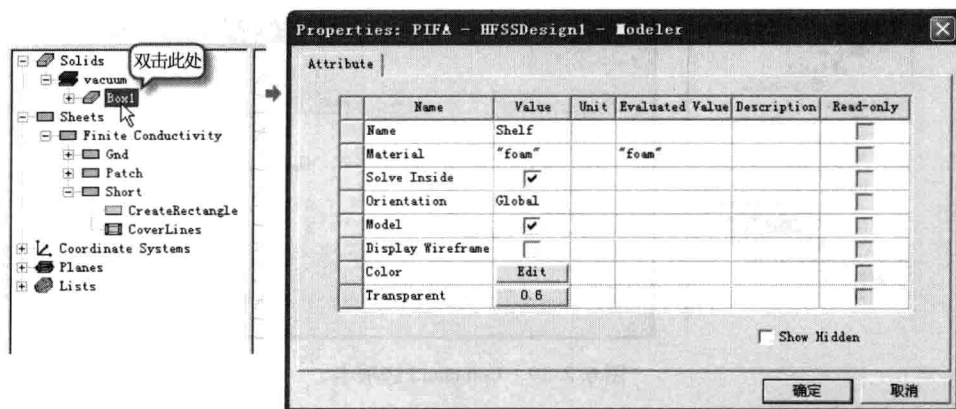 Solids
vacuum
Box1
双击此处
Sheets
Finite Conductivity
Gnd
Patch
Short
CreateRectangle
CoverLines
Coordinate Systems
Planes
Lists
Properties: PIFA - HFSSDesign1 - Modeler
Attribute
Name Value Unit Evaluated Value Description Read-only
Name Shelf
Material "foam" "foam"
Solve Inside
Orientation Global
Model
Display Wireframe
Color Edit
Transparent 0.6
Show Hidden
确定 取消